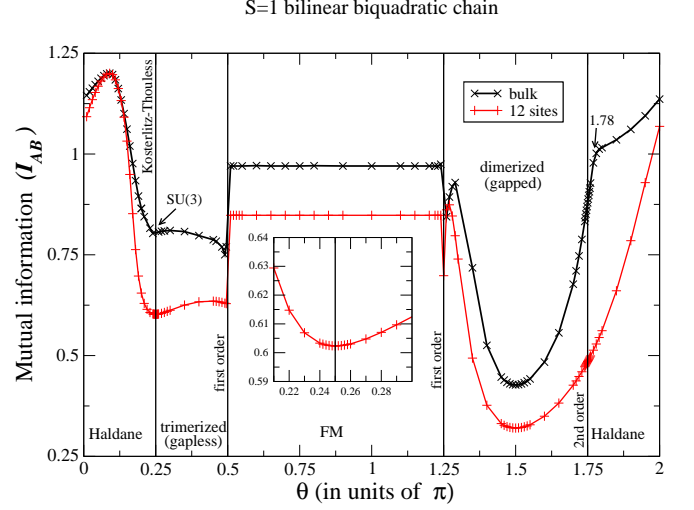 S=1 bilinear biquadratic chain
Mutual information (I_AB)
1.25
1
0.75
0.5
0.25
Kosterlitz-Thouless
SU(3)
bulk
12 sites
1.78
dimerized
(gapped)
0.64
0.63
0.62
0.61
0.60
0.59
0.22
0.24
0.26
0.28
first order
first order
2nd order
Haldane
trimerized
(gapless)
FM
Haldane
0
0.25
0.5
0.75
1
1.25
1.5
1.75
2
θ (in units of π)